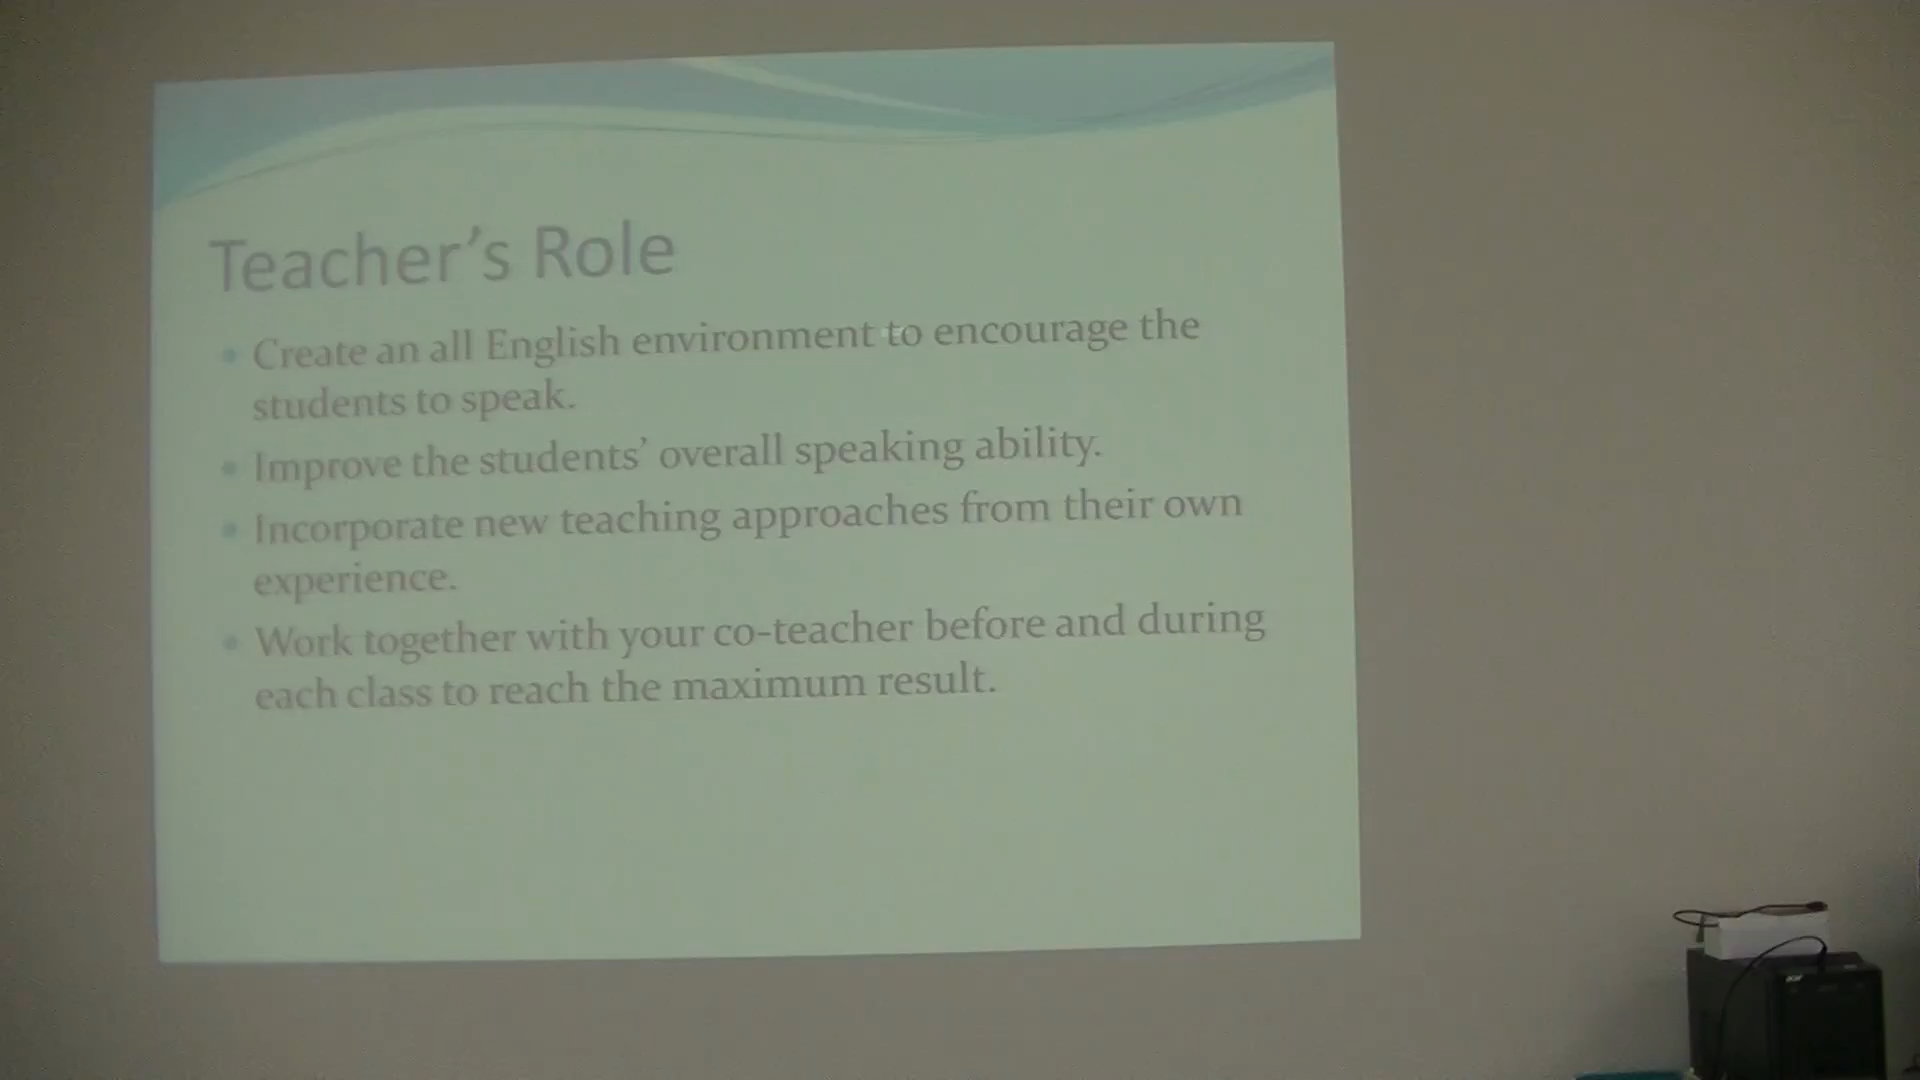 Teacher's Role
• Create an all English environment to encourage the
students to speak.
• Improve the students' overall speaking ability.
• Incorporate new teaching approaches from their own
experience.
• Work together with your co-teacher before and during
each class to reach the maximum result.
acer